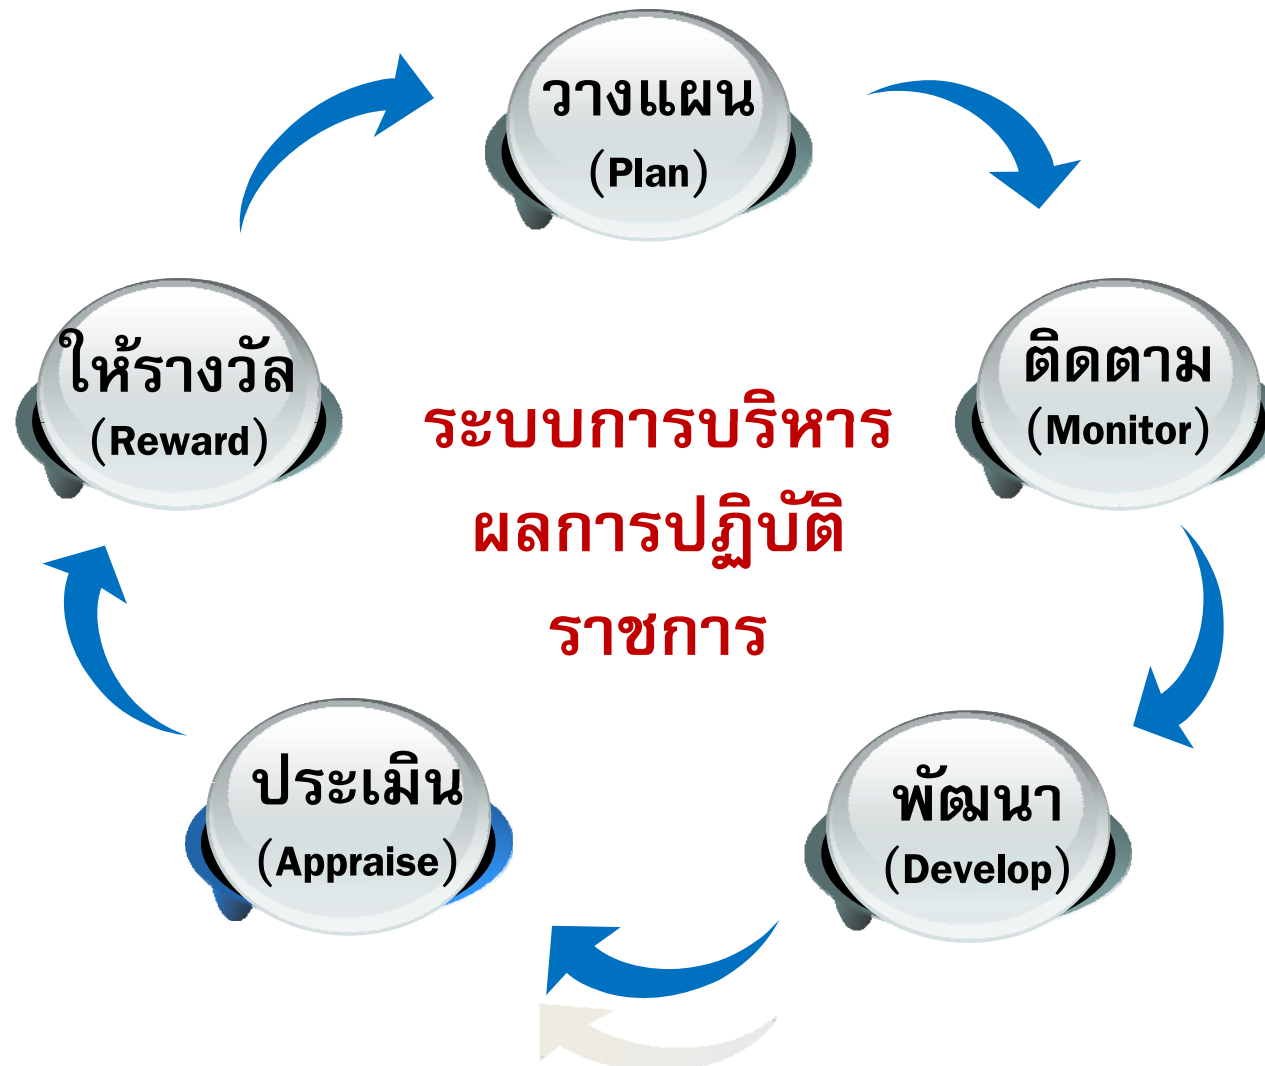 วางแผน
(Plan)
ติดตาม
(Monitor)
พัฒนา
(Develop)
ประเมิน
(Appraise)
ให้รางวัล
(Reward)
ระบบการบริหาร
ผลการปฏิบัติ
ราชการ